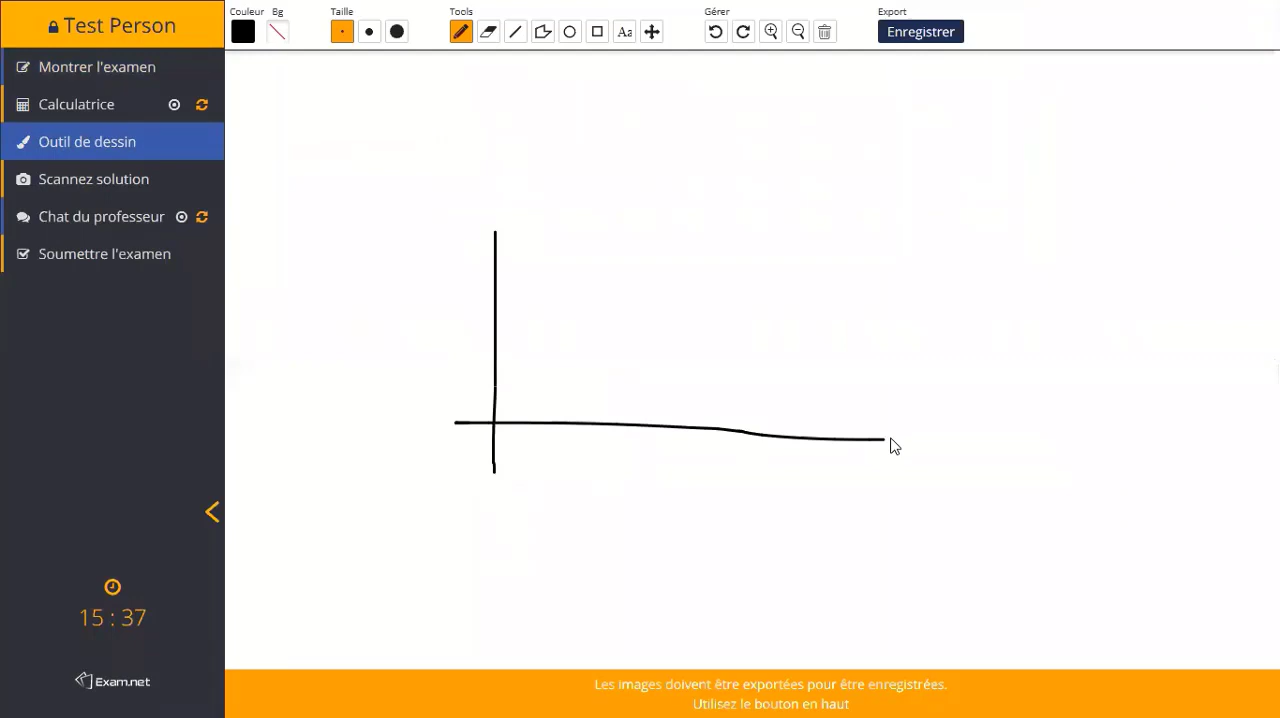 Test Person
Montrer l'examen
Calculatrice
Outil de dessin
Scannez solution
Chat du professeur
Soumettre l'examen
15 : 37
Exam.net
Couleur Bg Taille Tools Gérer Export
Aa Enregistrer
Les images doivent être exportées pour être enregistrées.
Utilisez le bouton en haut